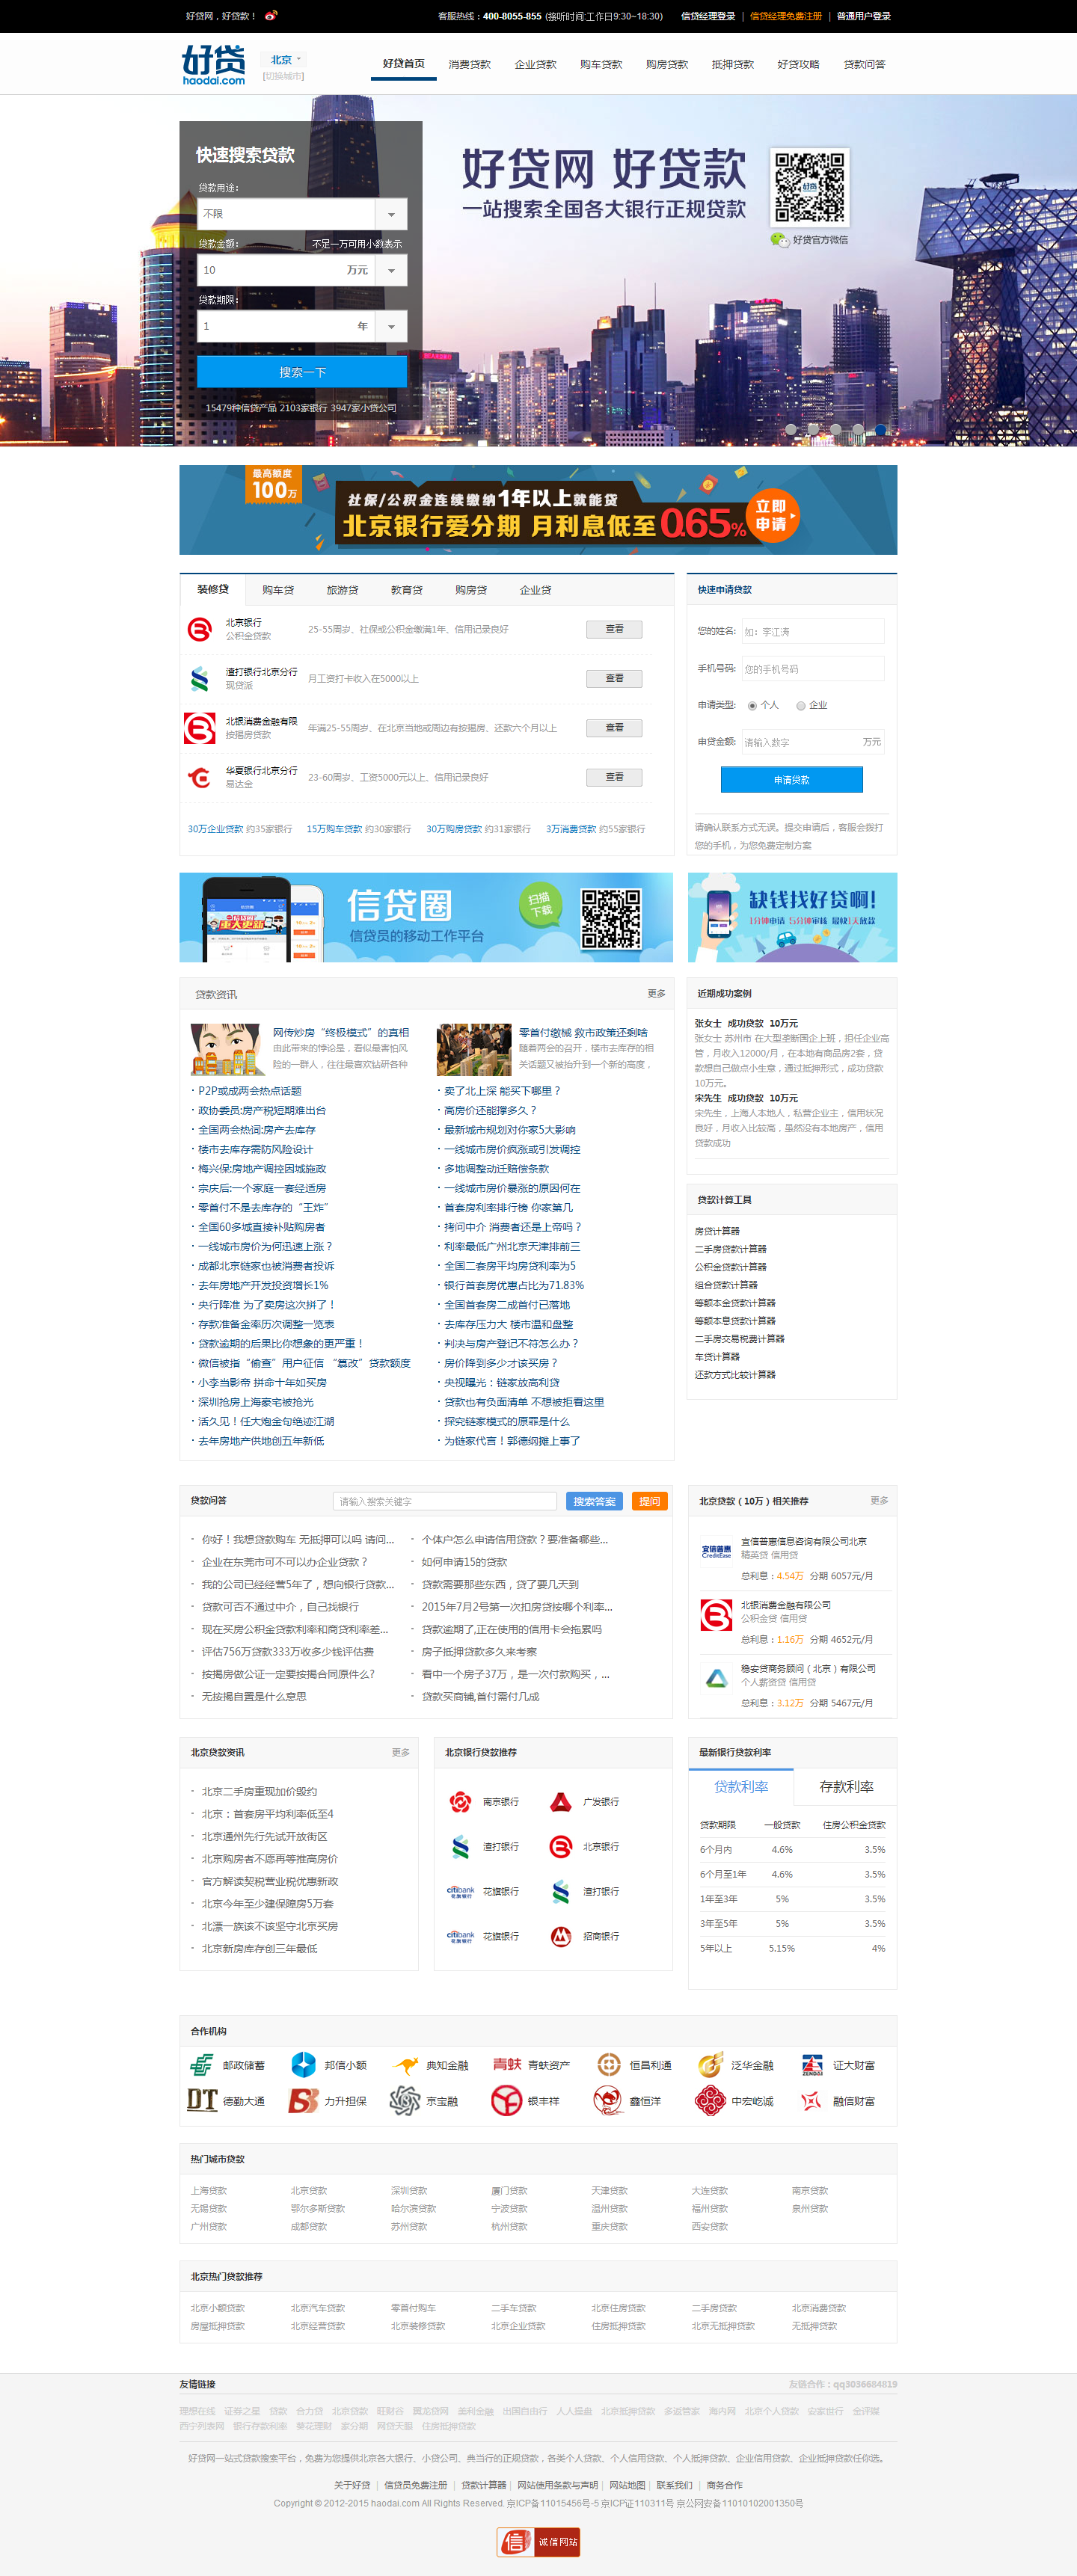 好贷网，好贷款！
客服热线：400-8055-855 (接听时间:工作日9:30~18:30)
信贷经理登录 | 信贷经理免费注册 | 普通用户登录
好贷
haodai.com
北京
[切换城市]
好贷首页 消费贷款 企业贷款 购车贷款 购房贷款 抵押贷款 好贷攻略 贷款问答
快速搜索贷款
贷款用途:
不限
贷款金额: 不足一万可用小数表示
10 万元
贷款期限:
1 年
搜索一下
15479种信贷产品 2103家银行 3947家小贷公司
好贷网 好贷款
一站搜索全国各大银行正规贷款
好贷官方微信
最高额度
100万
社保/公积金连续缴纳1年以上就能贷
北京银行爱分期 月利息低至0.65%
立即
申请
装修贷 购车贷 旅游贷 教育贷 购房贷 企业贷
北京银行
公积金贷款
25-55周岁、社保或公积金缴满1年、信用记录良好
查看
渣打银行北京分行
现贷派
月工资打卡收入在5000以上
查看
北银消费金融有限
按揭房贷款
年满25-55周岁、在北京当地或周边有按揭房、还款六个月以上
查看
华夏银行北京分行
易达金
23-60周岁、工资5000元以上、信用记录良好
查看
30万企业贷款 约35家银行 15万购车贷款 约30家银行 30万购房贷款 约31家银行 3万消费贷款 约55家银行
快速申请贷款
您的姓名: 如：李江涛
手机号码: 您的手机号码
申请类型: 个人 企业
申贷金额: 请输入数字 万元
申请贷款
请确认联系方式无误。提交申请后，客服会拨打
您的手机，为您免费定制方案
信贷圈
信贷员的移动工作平台
扫描
下载
缺钱找好贷啊!
1分钟申请 5分钟审核 最快1天放款
贷款资讯 更多
网传炒房“终极模式”的真相
由此带来的悖论是，看似最害怕风
险的一群人，往往最喜欢钻研各种
· P2P或成两会热点话题
· 政协委员:房产税短期难出台
· 全国两会热词:房产去库存
· 楼市去库存需防风险设计
· 梅兴保:房地产调控因城施政
· 宗庆后:一个家庭一套经适房
· 零首付不是去库存的“王炸”
· 全国60多城直接补贴购房者
· 一线城市房价为何迅速上涨？
· 成都北京链家也被消费者投诉
· 去年房地产开发投资增长1%
· 央行降准 为了卖房这次拼了！
· 存款准备金率历次调整一览表
· 贷款逾期的后果比你想象的更严重！
· 微信被指“偷查”用户征信 “篡改”贷款额度
· 小李当影帝 拼命十年如买房
· 深圳抢房上海豪宅被抢光
· 活久见！任大炮金句绝迹江湖
· 去年房地产供地创五年新低
零首付缴械 救市政策还剩啥
随着两会的召开，楼市去库存的相
关话题又被抬升到一个新的高度，
· 卖了北上深 能买下哪里？
· 高房价还能撑多久？
· 最新城市规划对你家5大影响
· 一线城市房价疯涨或引发调控
· 多地调整动迁赔偿条款
· 一线城市房价暴涨的原因何在
· 首套房利率排行榜 你家第几
· 拷问中介 消费者还是上帝吗？
· 利率最低广州北京天津排前三
· 全国二套房平均房贷利率为5
· 银行首套房优惠占比为71.83%
· 全国首套房二成首付已落地
· 去库存压力大 楼市温和盘整
· 判决与房产登记不符怎么办？
· 房价降到多少才该买房？
· 央视曝光：链家放高利贷
· 贷款也有负面清单 不想被拒看这里
· 探究链家模式的原罪是什么
· 为链家代言！郭德纲摊上事了
近期成功案例
张女士 成功贷款 10万元
张女士 苏州市 在大型垄断国企上班，担任企业高
管，月收入12000/月，在本地有商品房2套，贷
款想自己做点小生意，通过抵押形式，成功贷款
10万元。
宋先生 成功贷款 10万元
宋先生，上海人本地人，私营企业主，信用状况
良好，月收入比较高，虽然没有本地房产，信用
贷款成功
贷款计算工具
房贷计算器
二手房贷款计算器
公积金贷款计算器
组合贷款计算器
等额本金贷款计算器
等额本息贷款计算器
二手房交易税费计算器
车贷计算器
还款方式比较计算器
贷款问答 请输入搜索关键字 搜索答案 提问
- 你好！我想贷款购车 无抵押可以吗 请问...
- 企业在东莞市可不可以办企业贷款？
- 我的公司已经经营5年了，想向银行贷款...
- 贷款可否不通过中介，自己找银行
- 现在买房公积金贷款利率和商贷利率差...
- 评估756万贷款333万收多少钱评估费
- 按揭房做公证一定要按揭合同原件么?
- 无按揭自置是什么意思
- 个体户怎么申请信用贷款？要准备哪些...
- 如何申请15的贷款
- 贷款需要那些东西，贷了要几天到
- 2015年7月2号第一次扣房贷按哪个利率...
- 贷款逾期了,正在使用的信用卡会拖累吗
- 房子抵押贷款多久来考察
- 看中一个房子37万，是一次付款购买，...
- 贷款买商铺,首付需付几成
北京贷款（10万）相关推荐 更多
宜信普惠
CreditEase
宜信普惠信息咨询有限公司北京
精英贷 信用贷
总利息：4.54万 分期 6057元/月
北银消费金融有限公司
公积金贷 信用贷
总利息：1.16万 分期 4652元/月
稳安贷商务顾问（北京）有限公司
个人薪资贷 信用贷
总利息：3.12万 分期 5467元/月
北京贷款资讯 更多
- 北京二手房重现加价毁约
- 北京：首套房平均利率低至4
- 北京通州先行先试开放街区
- 北京购房者不愿再等推高房价
- 官方解读契税营业税优惠新政
- 北京今年至少建保障房5万套
- 北漂一族该不该坚守北京买房
- 北京新房库存创三年最低
北京银行贷款推荐
南京银行 广发银行
渣打银行 北京银行
citibank
花旗银行 花旗银行 渣打银行
citibank
花旗银行 花旗银行 招商银行
最新银行贷款利率
贷款利率 存款利率
贷款期限 一般贷款 住房公积金贷款
6个月内 4.6% 3.5%
6个月至1年 4.6% 3.5%
1年至3年 5% 3.5%
3年至5年 5% 3.5%
5年以上 5.15% 4%
合作机构
邮政储蓄 邦信小额 典知金融 青蚨 青蚨资产 恒昌利通 泛华金融 ZENDAI 证大财富
DT 德勤大通 力升担保 京宝融 银丰祥 鑫恒洋 中宏屹诚 融信财富
热门城市贷款
上海贷款 北京贷款 深圳贷款 厦门贷款 天津贷款 大连贷款 南京贷款
无锡贷款 鄂尔多斯贷款 哈尔滨贷款 宁波贷款 温州贷款 福州贷款 泉州贷款
广州贷款 成都贷款 苏州贷款 杭州贷款 重庆贷款 西安贷款
北京热门贷款推荐
北京小额贷款 北京汽车贷款 零首付购车 二手车贷款 北京住房贷款 二手房贷款 北京消费贷款
房屋抵押贷款 北京经营贷款 北京装修贷款 北京企业贷款 住房抵押贷款 北京无抵押贷款 无抵押贷款
友情链接 友链合作：qq3036684819
理想在线 证券之星 贷款 合力贷 北京贷款 旺财谷 翼龙贷网 美利金融 出国自由行 人人操盘 北京抵押贷款 多返管家 海内网 北京个人贷款 安家世行 金评媒
西宁列表网 银行存款利率 葵花理财 家分期 网贷天眼 住房抵押贷款
好贷网一站式贷款搜索平台，免费为您提供北京各大银行、小贷公司、典当行的正规贷款，各类个人贷款、个人信用贷款、个人抵押贷款、企业信用贷款、企业抵押贷款任你选。
关于好贷 | 信贷员免费注册 | 贷款计算器 | 网站使用条款与声明 | 网站地图 | 联系我们 | 商务合作
Copyright © 2012-2015 haodai.com All Rights Reserved. 京ICP备11015456号-5 京ICP证110311号 京公网安备11010102001350号
信 诚信网站